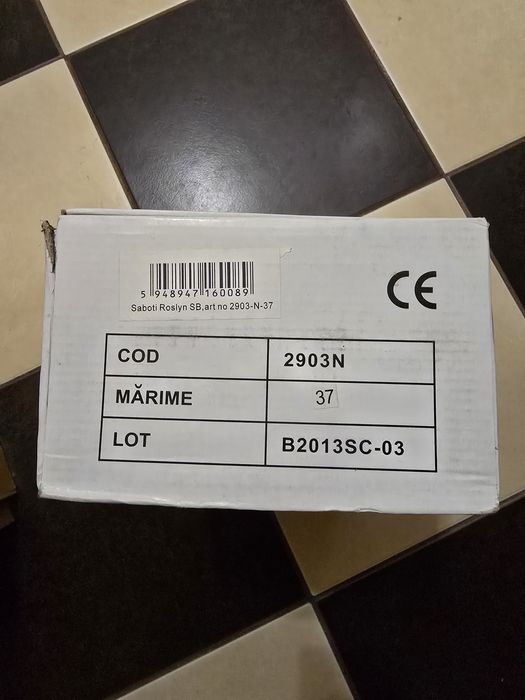 5 948947 160089
Saboti Roslyn SB,art no 2903-N-37
CE
COD 2903N
MĂRIME 37
LOT B2013SC-03